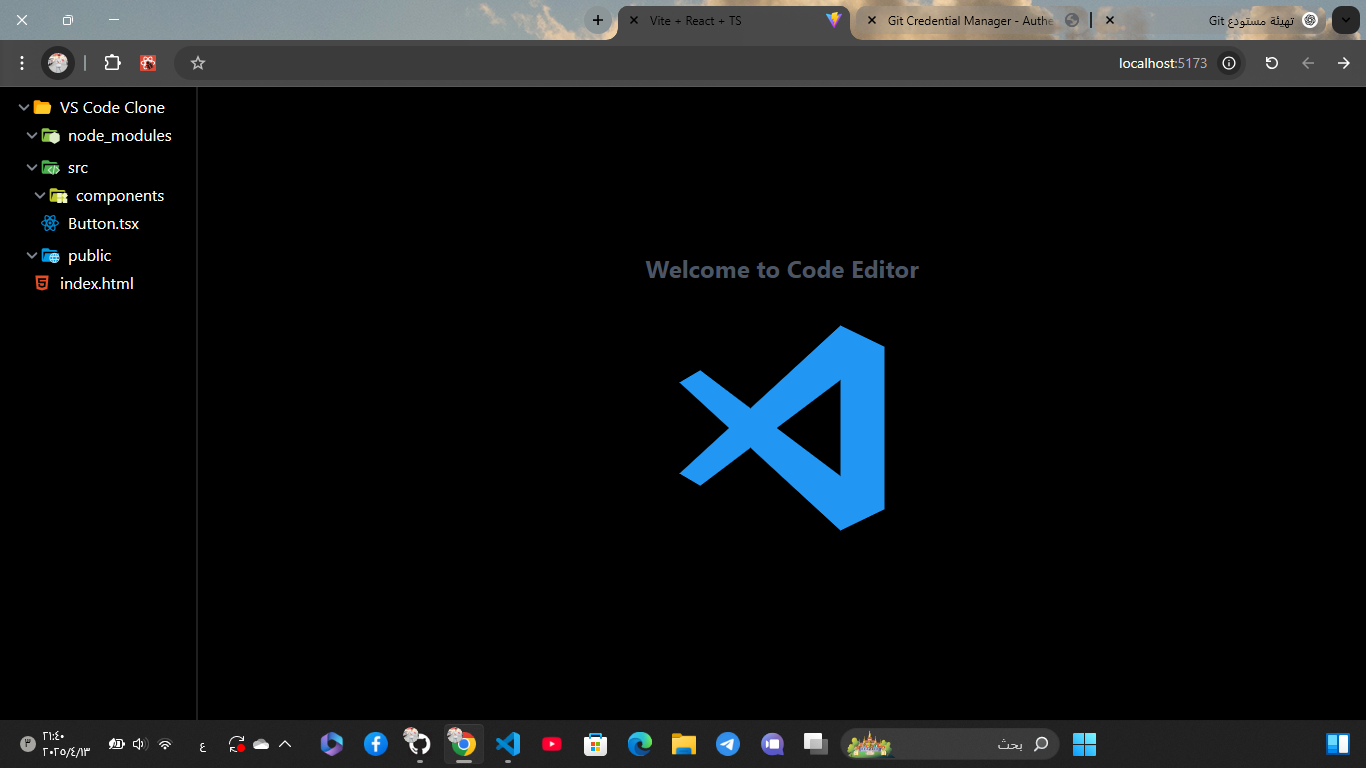 Vite + React + TS
Git Credential Manager - Authe
تهيئة مستودع Git
localhost:5173
VS Code Clone
node_modules
src
components
Button.tsx
public
index.html
Welcome to Code Editor
٢١:٤٠
٢٠٢٥/٤/١٣
٣
ع
بحث